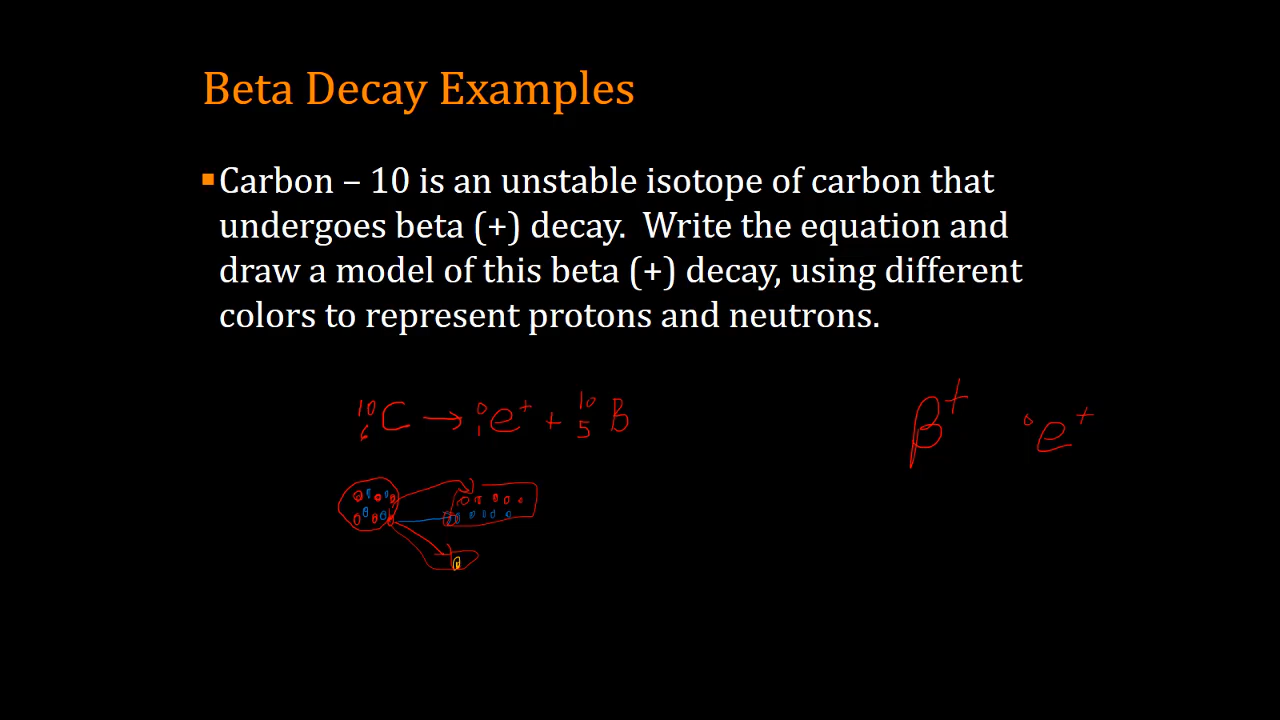 Beta Decay Examples
▪Carbon – 10 is an unstable isotope of carbon that
undergoes beta (+) decay.  Write the equation and
draw a model of this beta (+) decay, using different
colors to represent protons and neutrons.
¹⁰₆C → ⁰₁e⁺ + ¹⁰₅B
β⁺ ⁰e⁺